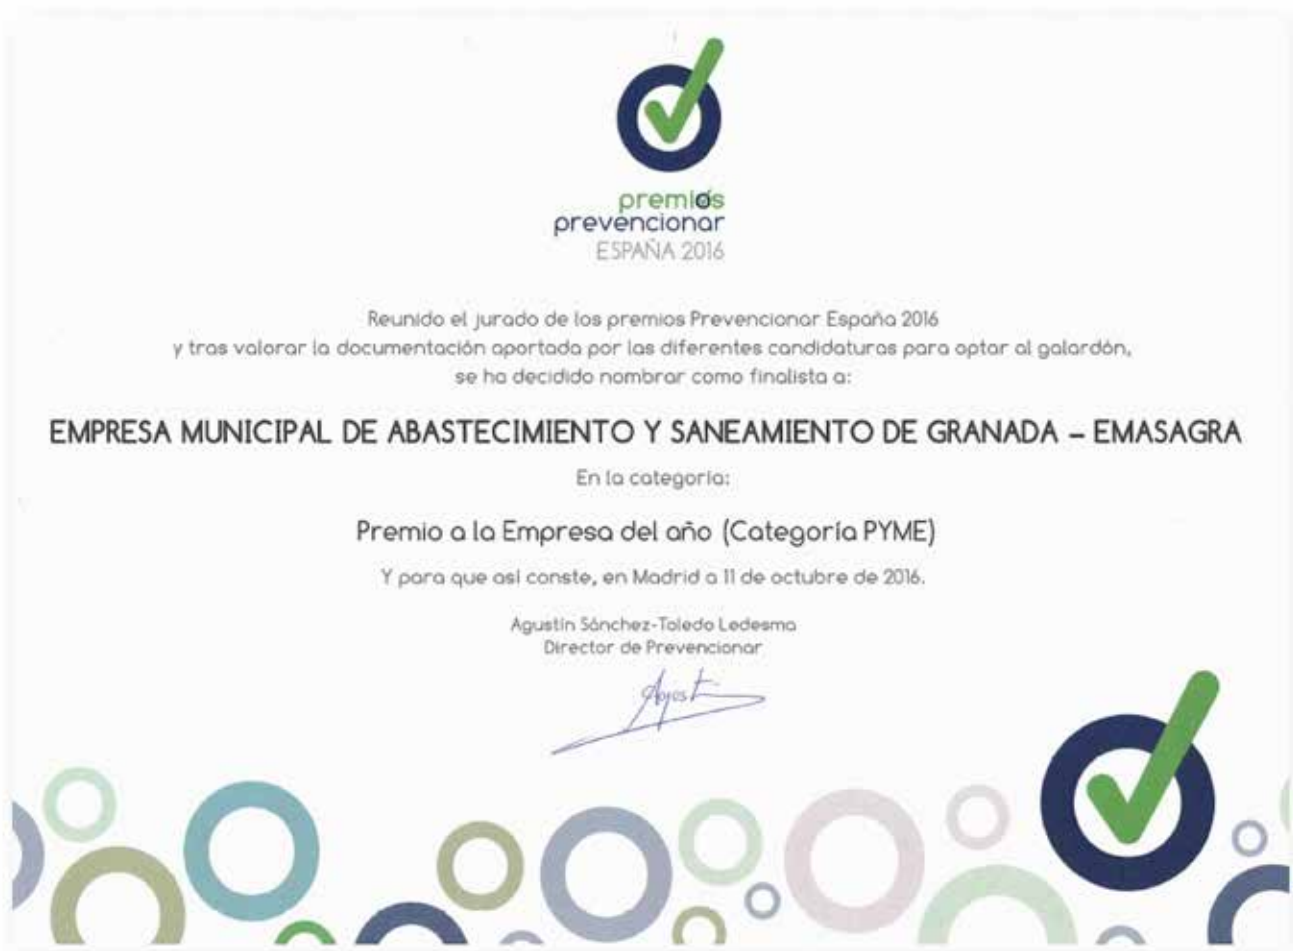 premios
prevencionar
ESPAÑA 2016
Reunido el jurado de los premios Prevencionar España 2016
y tras valorar la documentación aportada por las diferentes candidaturas para optar al galardón,
se ha decidido nombrar como finalista a:
EMPRESA MUNICIPAL DE ABASTECIMIENTO Y SANEAMIENTO DE GRANADA – EMASAGRA
En la categoría:
Premio a la Empresa del año (Categoría PYME)
Y para que así conste, en Madrid a 11 de octubre de 2016.
Agustín Sánchez-Toledo Ledesma
Director de Prevencionar